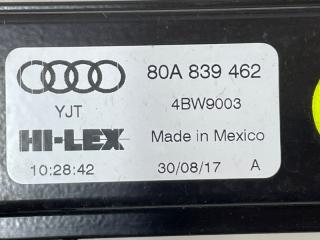 80A 839 462
YJT 4BW9003
HI-LEX Made in Mexico
10:28:42 30/08/17 A